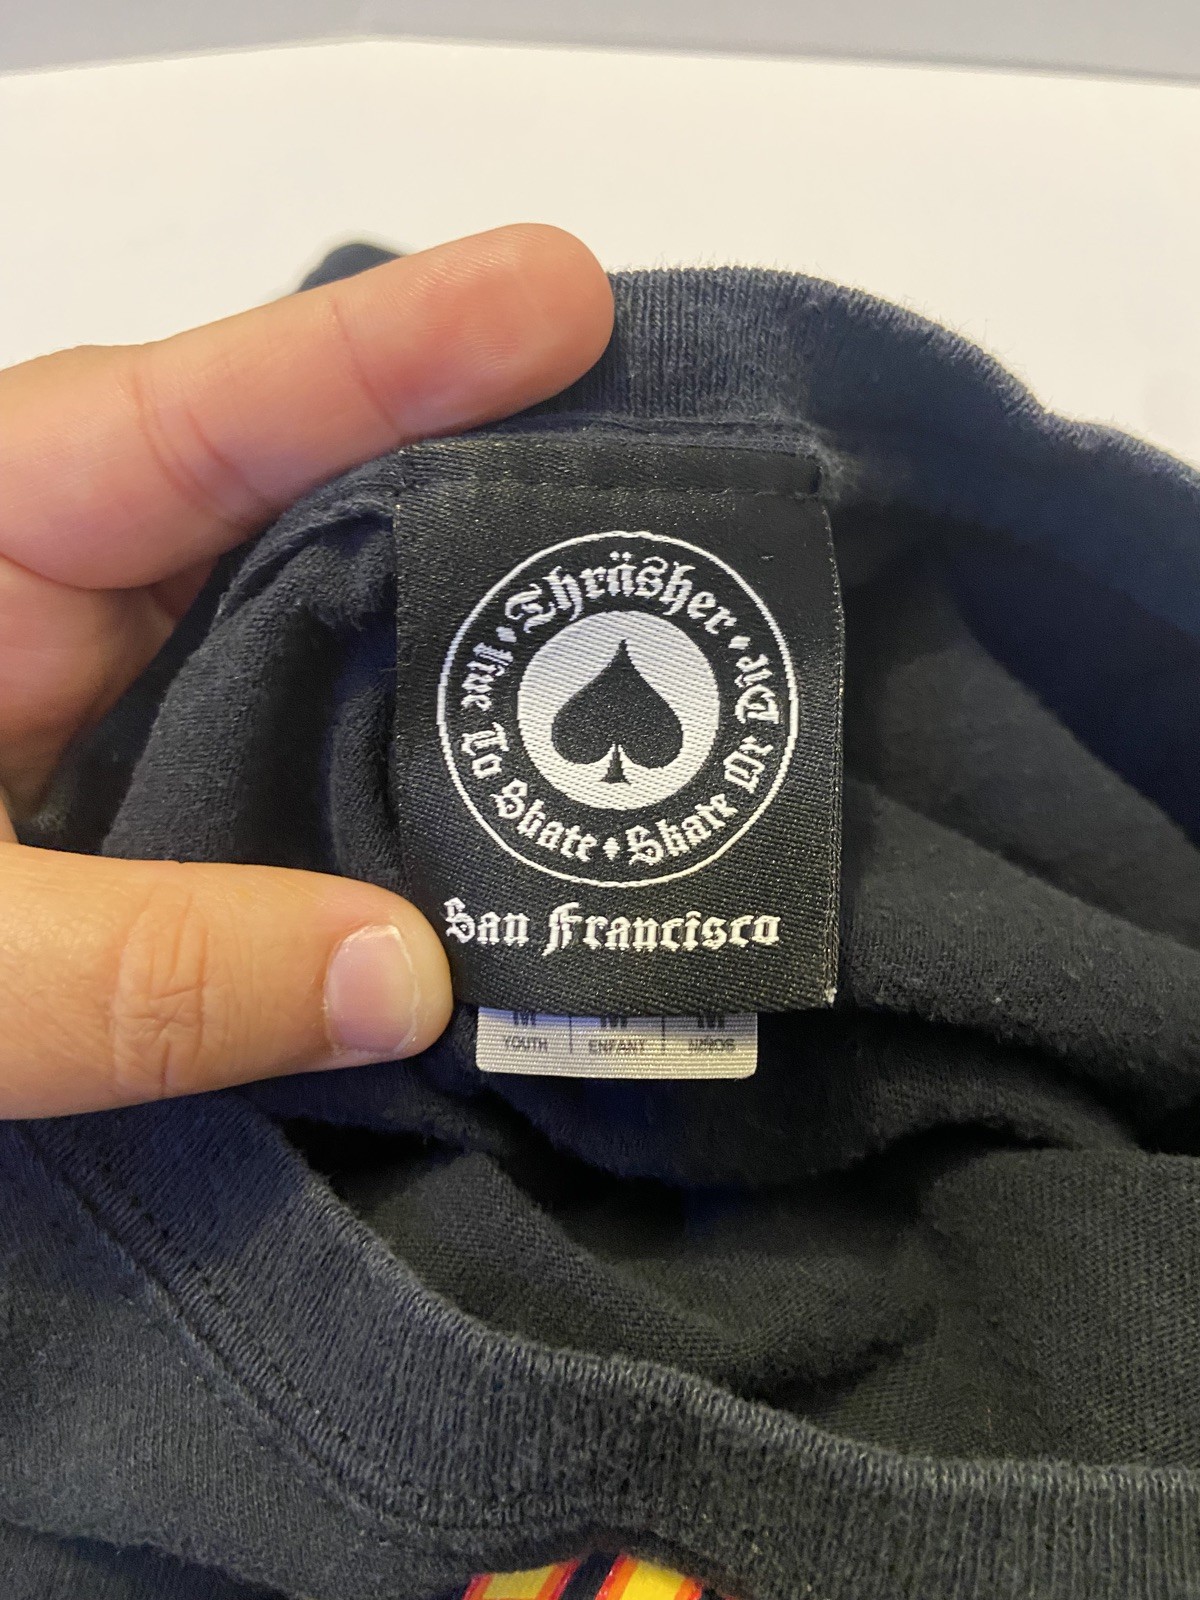 Thräsher
Live To Skate • Skate Or Die
San Francisco
M M M
YOUTH | ENFANT | NIÑOS